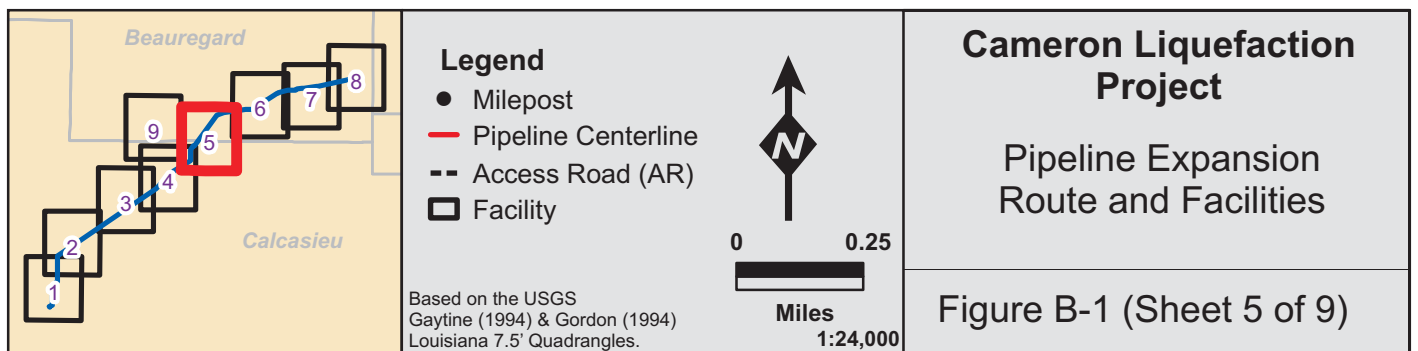 Beauregard
8
7
6
9
5
4
3
Calcasieu
2
1
Legend
Milepost
Pipeline Centerline
Access Road (AR)
Facility
Based on the USGS
Gaytine (1994) & Gordon (1994)
Louisiana 7.5' Quadrangles.
N
0 0.25
Miles
1:24,000
Cameron Liquefaction
Project
Pipeline Expansion
Route and Facilities
Figure B-1 (Sheet 5 of 9)